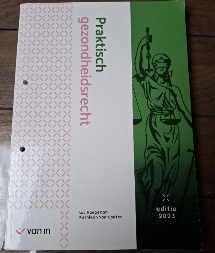 Praktisch
gezondheidsrecht
editie
2023
van in